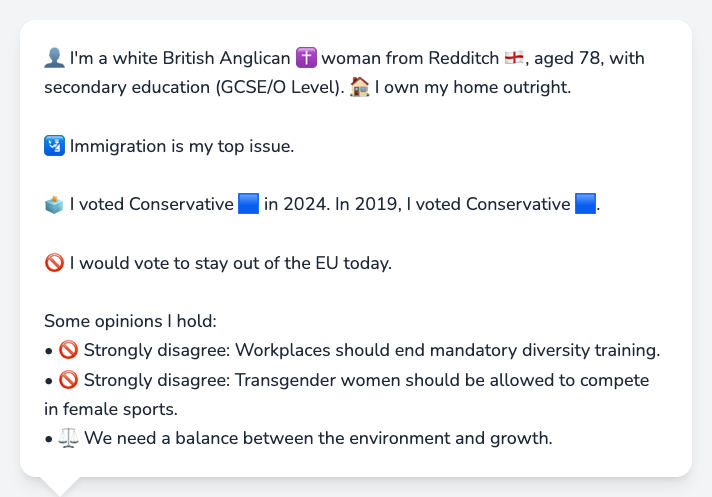 👤 I'm a white British Anglican ✝️ woman from Redditch 🏴󠁧󠁢󠁥󠁮󠁧󠁿, aged 78, with
secondary education (GCSE/O Level). 🏠 I own my home outright.
🛂 Immigration is my top issue.
🗳️ I voted Conservative 🟦 in 2024. In 2019, I voted Conservative 🟦.
🚫 I would vote to stay out of the EU today.
Some opinions I hold:
• 🚫 Strongly disagree: Workplaces should end mandatory diversity training.
• 🚫 Strongly disagree: Transgender women should be allowed to compete
in female sports.
• ⚖️ We need a balance between the environment and growth.